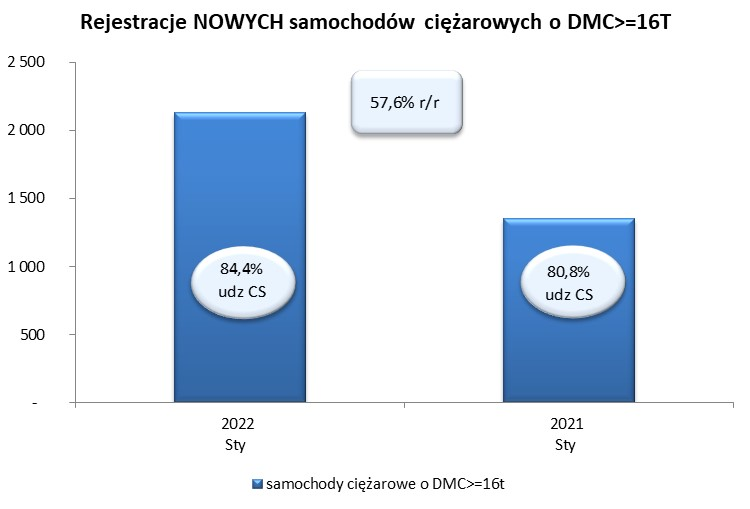 Rejestracje NOWYCH samochodów ciężarowych o DMC>=16T
2 500
2 000
1 500
1 000
500
-
57,6% r/r
84,4%
udz CS
80,8%
udz CS
2022
Sty
2021
Sty
samochody ciężarowe o DMC>=16t